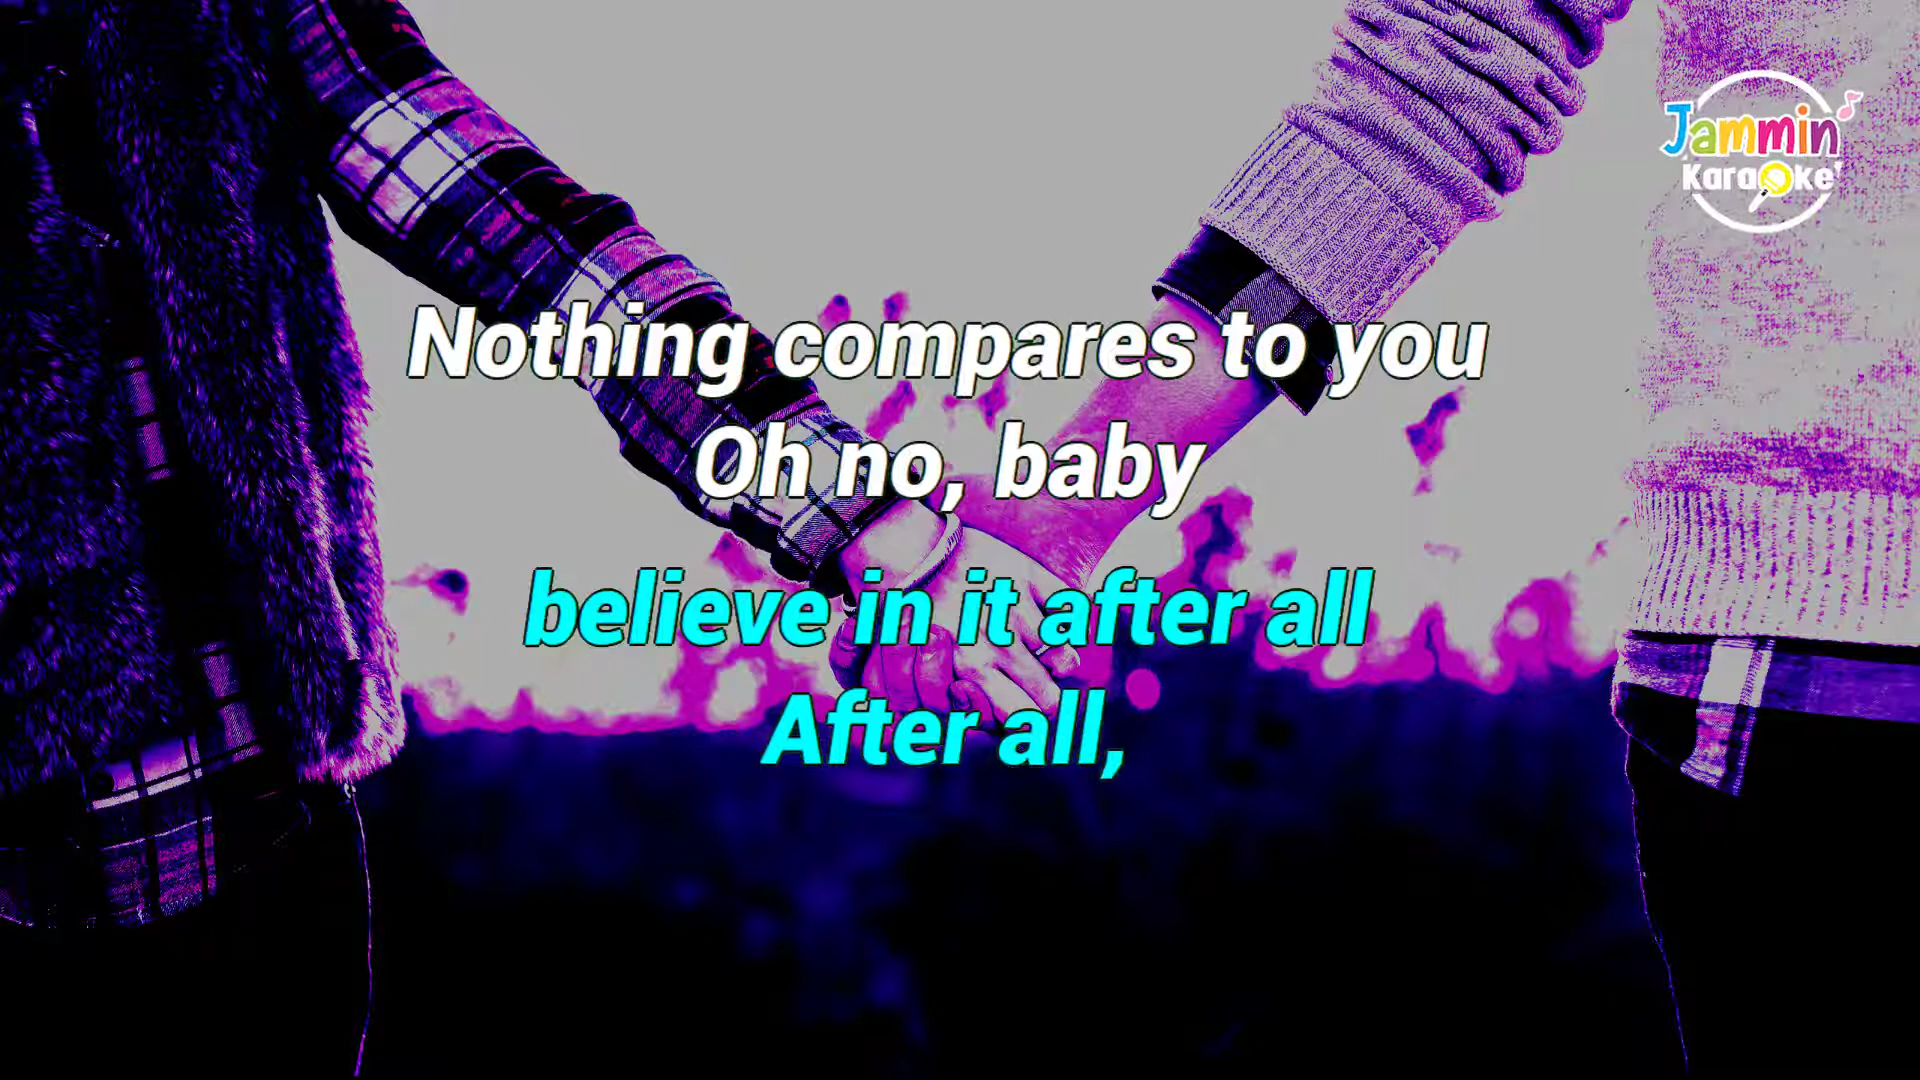 Jammin'
Karaoke
Nothing compares to you
Oh no, baby
believe in it after all
After all,